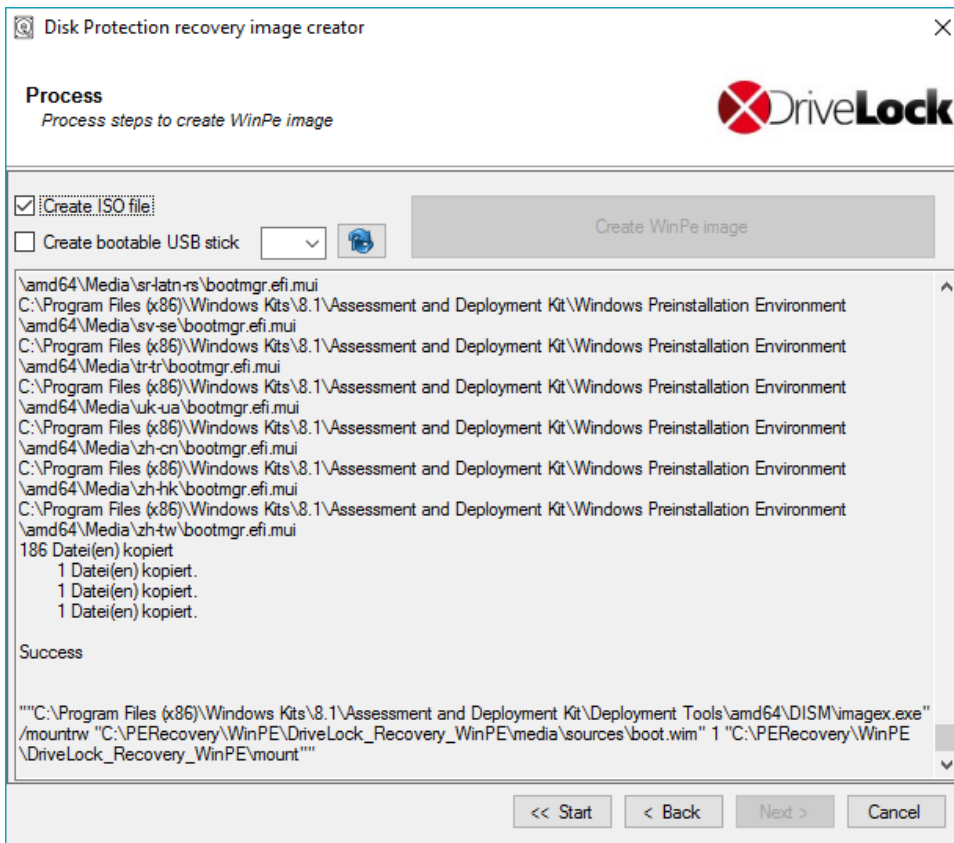 Disk Protection recovery image creator
Process
Process steps to create WinPe image
DriveLock
Create ISO file
Create bootable USB stick
Create WinPe image
\amd64\Media\sr-latn-rs\bootmgr.efi.mui
C:\Program Files (x86)\Windows Kits\8.1\Assessment and Deployment Kit\Windows Preinstallation Environment
\amd64\Media\sv-se\bootmgr.efi.mui
C:\Program Files (x86)\Windows Kits\8.1\Assessment and Deployment Kit\Windows Preinstallation Environment
\amd64\Media\tr-tr\bootmgr.efi.mui
C:\Program Files (x86)\Windows Kits\8.1\Assessment and Deployment Kit\Windows Preinstallation Environment
\amd64\Media\uk-ua\bootmgr.efi.mui
C:\Program Files (x86)\Windows Kits\8.1\Assessment and Deployment Kit\Windows Preinstallation Environment
\amd64\Media\zh-cn\bootmgr.efi.mui
C:\Program Files (x86)\Windows Kits\8.1\Assessment and Deployment Kit\Windows Preinstallation Environment
\amd64\Media\zh-hk\bootmgr.efi.mui
C:\Program Files (x86)\Windows Kits\8.1\Assessment and Deployment Kit\Windows Preinstallation Environment
\amd64\Media\zh-tw\bootmgr.efi.mui
186 Datei(en) kopiert
1 Datei(en) kopiert.
1 Datei(en) kopiert.
1 Datei(en) kopiert.
Success
""C:\Program Files (x86)\Windows Kits\8.1\Assessment and Deployment Kit\Deployment Tools\amd64\DISM\imagex.exe"
/mountrw "C:\PERecovery\WinPE\DriveLock_Recovery_WinPE\media\sources\boot.wim" 1 "C:\PERecovery\WinPE
\DriveLock_Recovery_WinPE\mount""
<< Start
< Back
Next >
Cancel